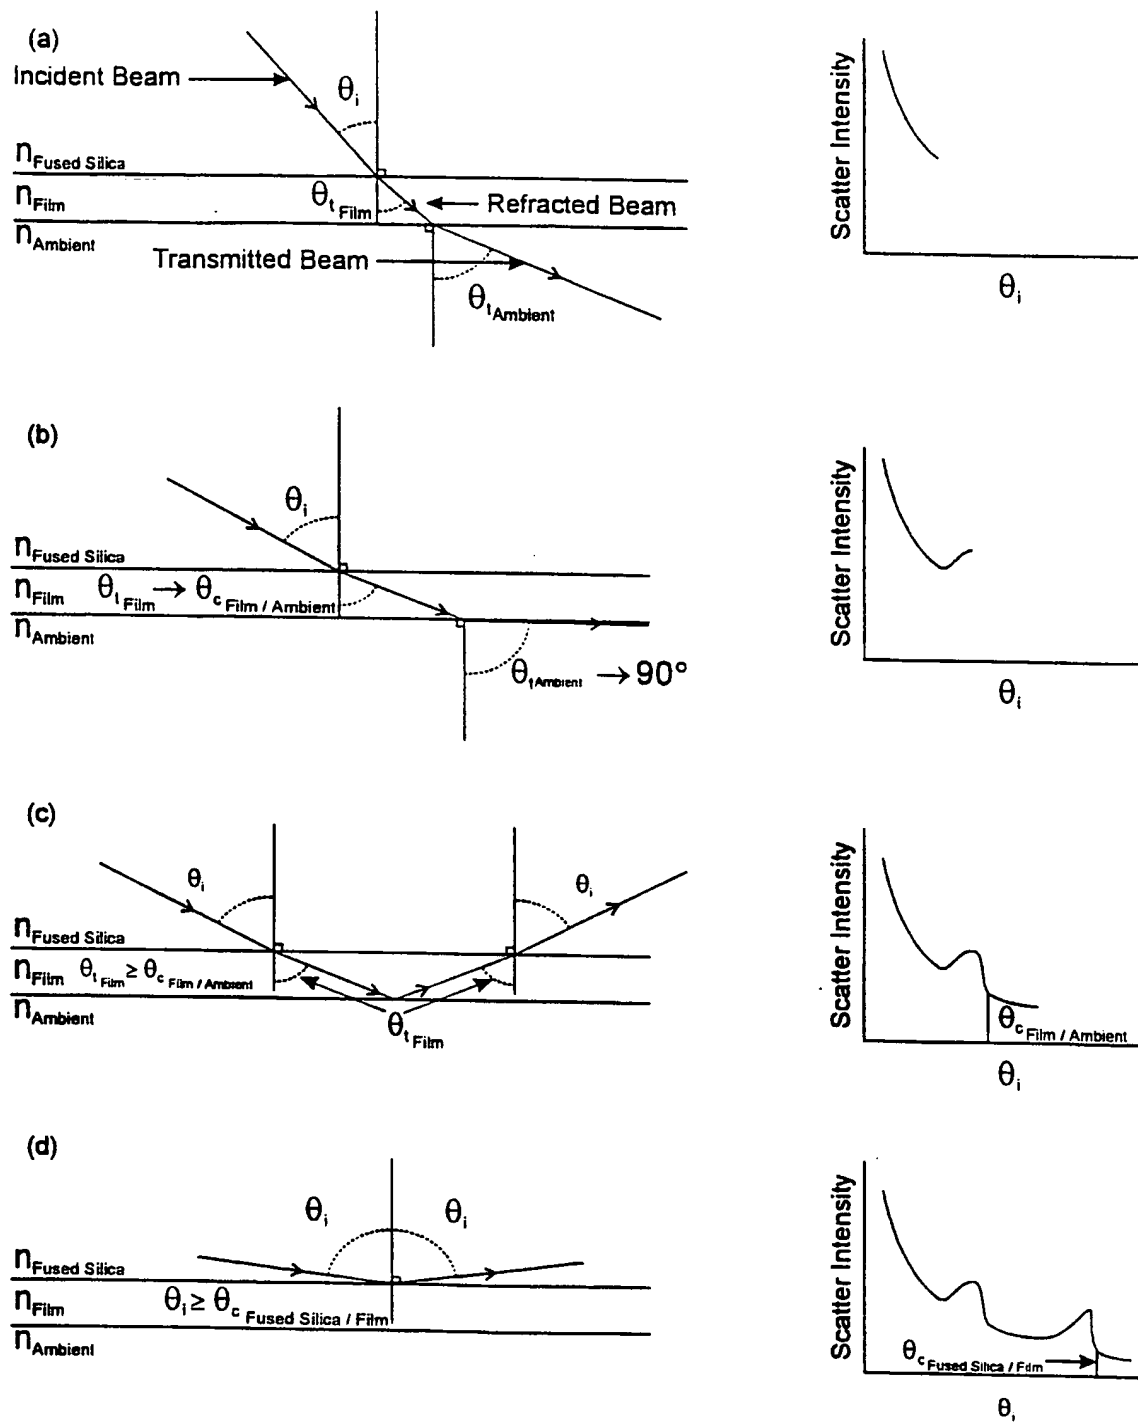 (a)
Incident Beam
θi
nFused Silica
nFilm
θt Film
Refracted Beam
nAmbient
Transmitted Beam
θt Ambient
Scatter Intensity
θi
(b)
θi
nFused Silica
nFilm θt Film → θc Film / Ambient
nAmbient
θt Ambient → 90°
Scatter Intensity
θi
(c)
θi
θi
nFused Silica
nFilm θt Film ≥ θc Film / Ambient
nAmbient
θt Film
Scatter Intensity
θc Film / Ambient
θi
(d)
θi
θi
nFused Silica
nFilm
θi ≥ θc Fused Silica / Film
nAmbient
Scatter Intensity
θc Fused Silica / Film
θi